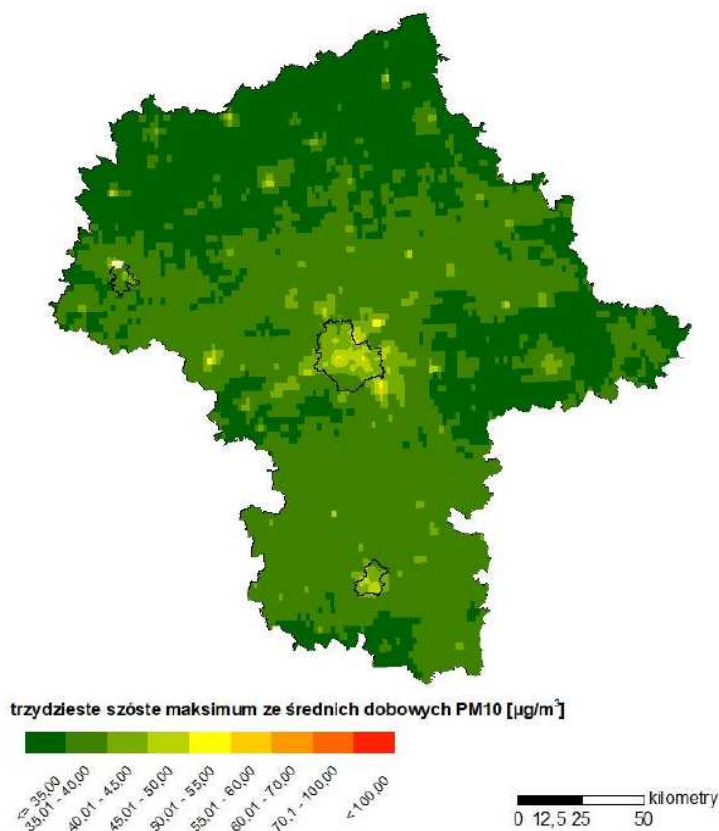 trzydzieste szóste maksimum ze średnich dobowych PM10 [µg/m³]
<= 35,00
35,01 - 40,00
40,01 - 45,00
45,01 - 50,00
50,01 - 55,00
55,01 - 60,00
60,01 - 70,00
70,1 - 100,00
<100,00
kilometry
0 12,5 25 50